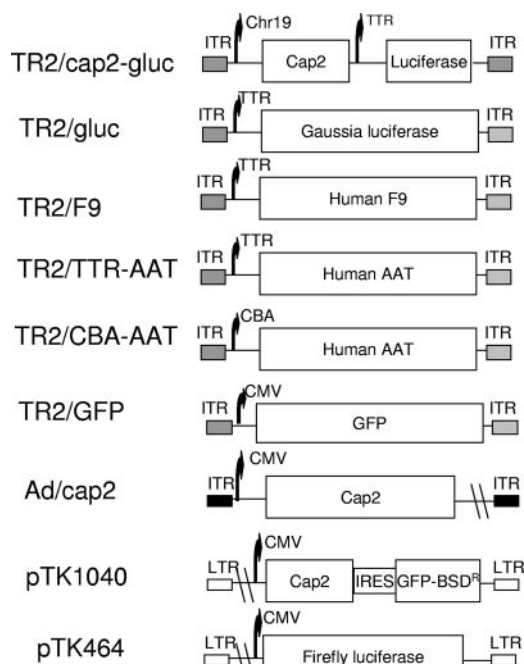 Chr19 TTR
ITR ITR
TR2/cap2-gluc Cap2 Luciferase
TTR
ITR ITR
TR2/gluc Gaussia luciferase
TTR
ITR ITR
TR2/F9 Human F9
TTR
ITR ITR
TR2/TTR-AAT Human AAT
CBA
ITR ITR
TR2/CBA-AAT Human AAT
CMV
TR2/GFP ITR ITR
GFP
CMV
ITR ITR
Ad/cap2 Cap2
CMV
LTR LTR
pTK1040 Cap2 IRES GFP-BSDR
CMV
LTR LTR
pTK464 Firefly luciferase